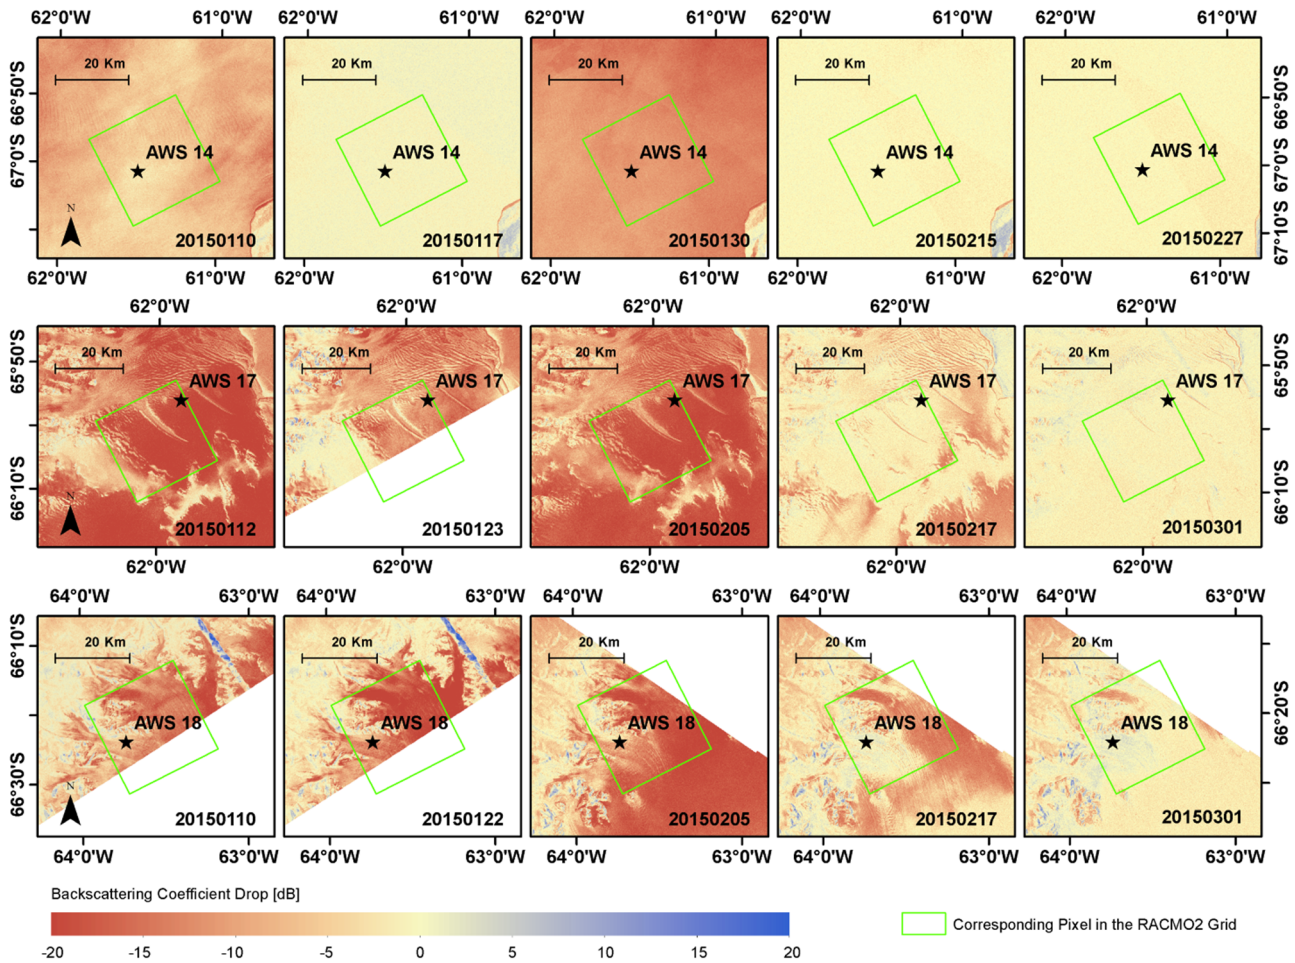 62°0'W 61°0'W 62°0'W 61°0'W 62°0'W 61°0'W 62°0'W 61°0'W 62°0'W 61°0'W
20 Km 20 Km 20 Km 20 Km 20 Km
66°50'S 66°50'S
AWS 14 AWS 14 AWS 14 AWS 14 AWS 14
67°0'S 67°0'S
N
20150110 20150117 20150130 20150215 20150227
67°10'S
62°0'W 61°0'W 62°0'W 61°0'W 62°0'W 61°0'W 62°0'W 61°0'W 62°0'W 61°0'W
62°0'W 62°0'W 62°0'W 62°0'W 62°0'W
20 Km 20 Km 20 Km 20 Km 20 Km
65°50'S 65°50'S
AWS 17 AWS 17 AWS 17 AWS 17 AWS 17
66°10'S 66°10'S
N
20150112 20150123 20150205 20150217 20150301
62°0'W 62°0'W 62°0'W 62°0'W 62°0'W
64°0'W 63°0'W 64°0'W 63°0'W 64°0'W 63°0'W 64°0'W 63°0'W 64°0'W 63°0'W
20 Km 20 Km 20 Km 20 Km 20 Km
66°10'S
AWS 18 AWS 18 AWS 18 AWS 18 AWS 18
66°20'S
66°30'S
N
20150110 20150122 20150205 20150217 20150301
64°0'W 63°0'W 64°0'W 63°0'W 64°0'W 63°0'W 64°0'W 63°0'W 64°0'W 63°0'W
Backscattering Coefficient Drop [dB]
-20 -15 -10 -5 0 5 10 15 20
Corresponding Pixel in the RACMO2 Grid